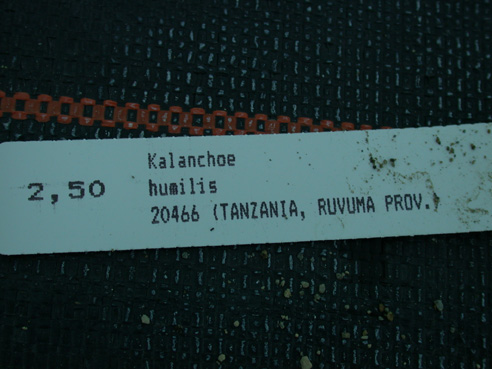 2,50
Kalanchoe
humilis
20466 (TANZANIA, RUVUMA PROV.)